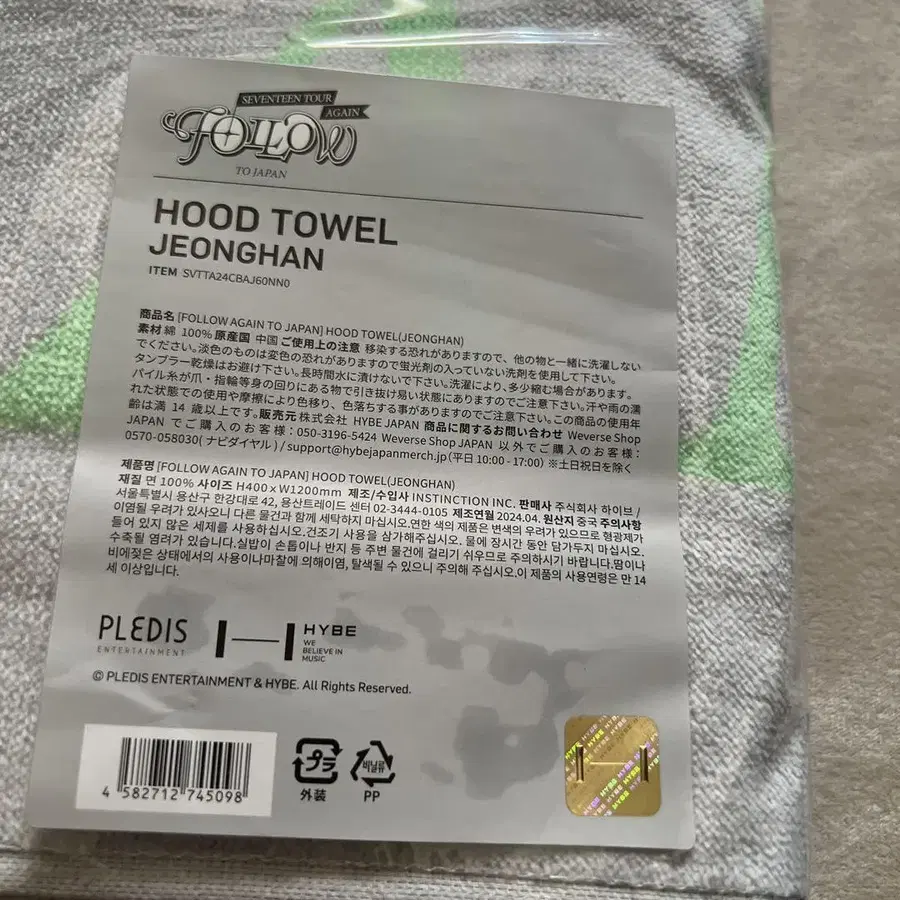 SEVENTEEN TOUR
AGAIN
FOLLOW
TO JAPAN
HOOD TOWEL
JEONGHAN
ITEM SVTTA24CBAJ60NN0
商品名 [FOLLOW AGAIN TO JAPAN] HOOD TOWEL(JEONGHAN)
素材 綿 100% 原産国 中国 ご使用上の注意 移染する恐れがありますので、他の物と一緒に洗濯しない
でください。淡色のものは変色の恐れがありますので蛍光剤の入っていない洗剤を使用して下さい。
タンブラー乾燥はお避け下さい。長時間水に漬けないで下さい。洗濯により、多少縮む場合があります。
パイル糸が爪・指輪等身の回りにある物で引き抜け易い状態にありますのでご注意下さい。汗や雨の濡
れた状態での使用や摩擦により色移り、色落ちする事がありますのでご注意下さい。この商品の使用年
齢は満 14 歳以上です。販売元 株式会社 HYBE JAPAN 商品に関するお問い合わせ Weverse Shop
JAPAN でご購入のお客様：050-3196-5424 Weverse Shop JAPAN 以外でご購入のお客様：
0570-058030( ナビダイヤル ) / support@hybejapanmerch.jp (平日 10:00 - 17:00) ※土日祝日を除く
제품명 [FOLLOW AGAIN TO JAPAN] HOOD TOWEL(JEONGHAN)
재질 면 100% 사이즈 H400 x W1200mm 제조/수입사 INSTINCTION INC. 판매사 주식회사 하이브 /
서울특별시 용산구 한강대로 42, 용산트레이드 센터 02-3444-0105 제조연월 2024.04. 원산지 중국 주의사항
이염될 우려가 있사오니 다른 물건과 함께 세탁하지 마십시오.연한 색의 제품은 변색의 우려가 있으므로 형광제가
들어 있지 않은 세제를 사용하십시오.건조기 사용을 삼가해주십시오. 물에 장시간 동안 담가두지 마십시오.
수축될 염려가 있습니다.실밥이 손톱이나 반지 등 주변 물건에 걸리기 쉬우므로 주의하시기 바랍니다.땀이나
비에젖은 상태에서의 사용이나마찰에 의해이염, 탈색될 수 있으니 주의해 주십시오.이 제품의 사용연령은 만 14
세 이상입니다.
PLEDIS
ENTERTAINMENT
HYBE
WE
BELIEVE IN
MUSIC
© PLEDIS ENTERTAINMENT & HYBE. All Rights Reserved.
4 582712 745098
プラ
外装
비닐류
PP
HYBE HYBE HYBE